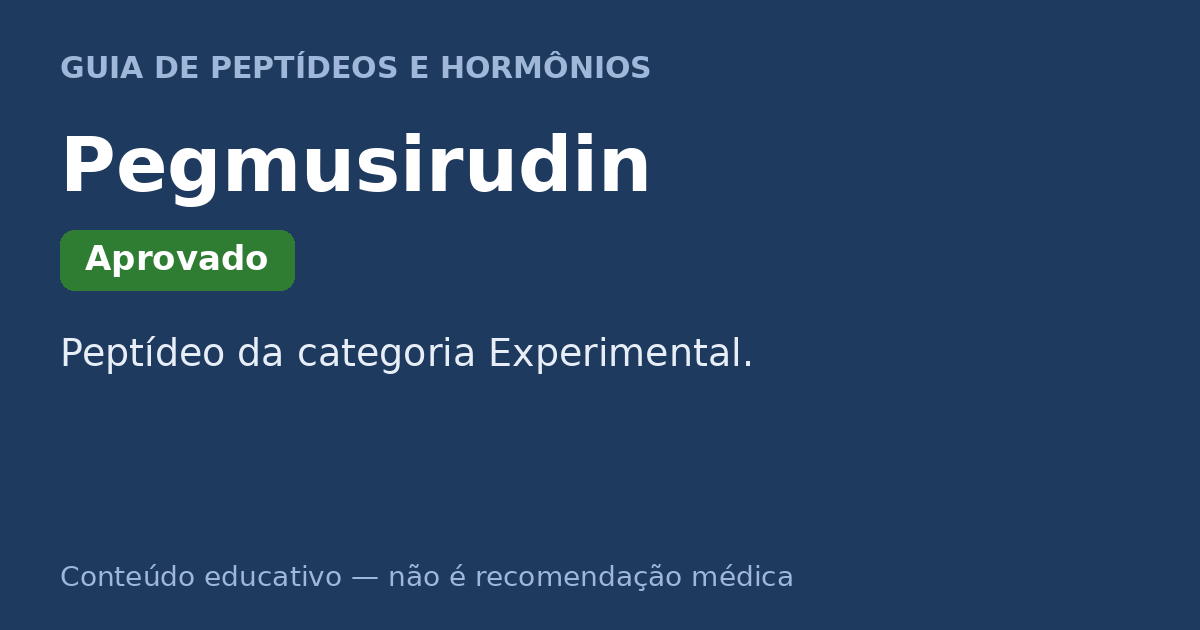 GUIA DE PEPTÍDEOS E HORMÔNIOS
Pegmusirudin
Aprovado
Peptídeo da categoria Experimental.
Conteúdo educativo — não é recomendação médica